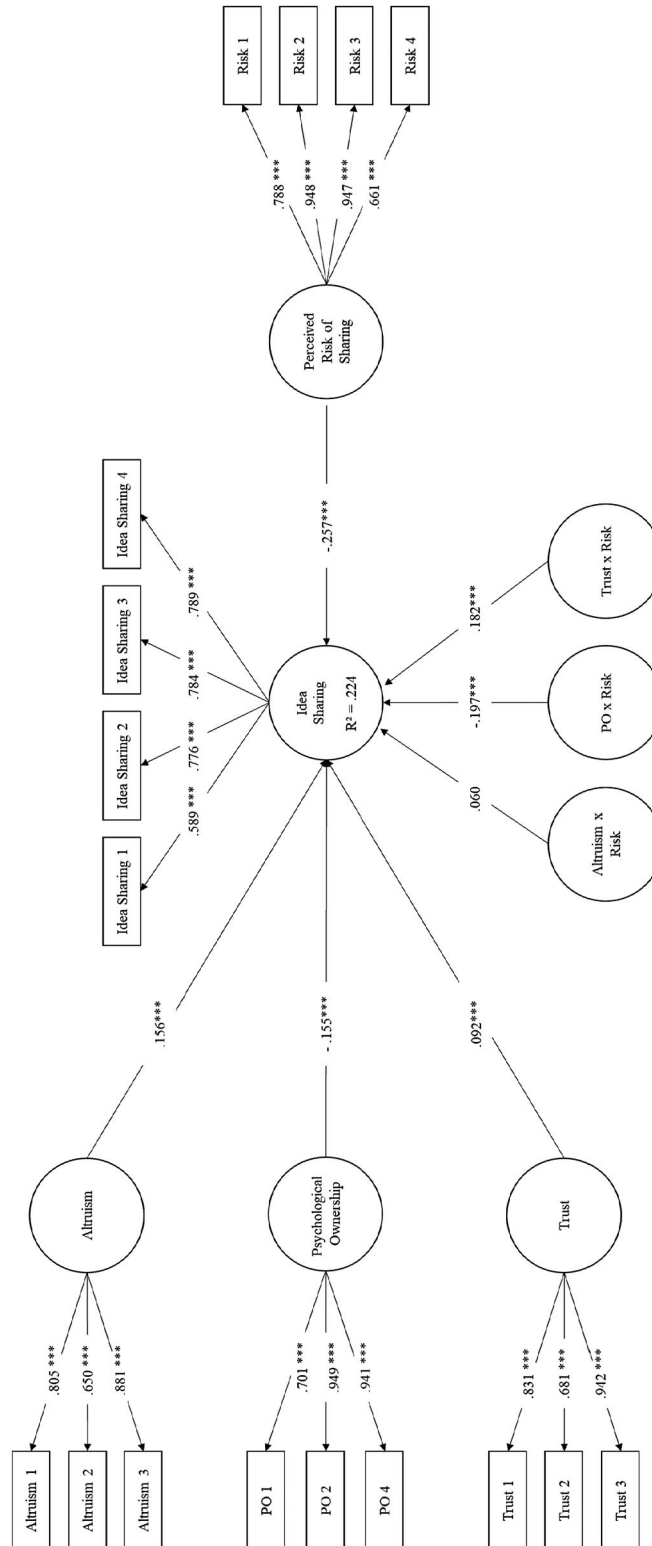 Altruism 1
Altruism 2
Altruism 3
.805 ***
.650 ***
.881 ***
Altruism
.156***
PO 1
PO 2
PO 4
.701 ***
.949 ***
.941 ***
Psychological
Ownership
-.155***
Trust 1
Trust 2
Trust 3
.831 ***
.681 ***
.942 ***
Trust
.092***
Idea Sharing 1
Idea Sharing 2
Idea Sharing 3
Idea Sharing 4
.589 ***
.776 ***
.784 ***
.789 ***
Idea
Sharing
R² = .224
.060
-.197***
.182***
Altruism x
Risk
PO x Risk
Trust x Risk
-.257***
Perceived
Risk of
Sharing
.788 ***
.948 ***
.947 ***
.661 ***
Risk 1
Risk 2
Risk 3
Risk 4